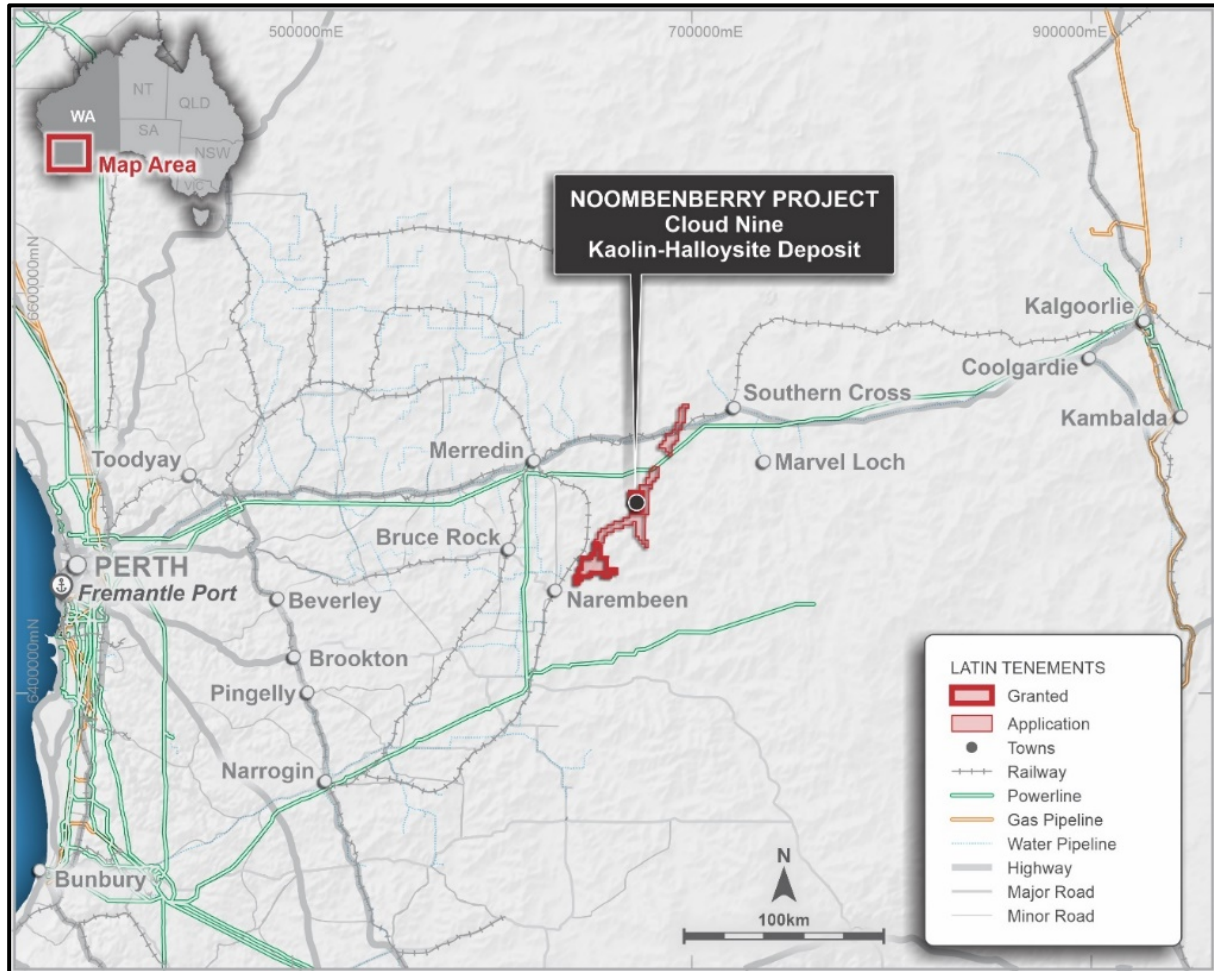 500000mE
700000mE
900000mE
NT
QLD
WA
SA
NSW
VIC
Map Area
NOOMBENBERRY PROJECT
Cloud Nine
Kaolin-Halloysite Deposit
6600000mN
Kalgoorlie
Coolgardie
Southern Cross
Kambalda
Merredin
Toodyay
Marvel Loch
Bruce Rock
PERTH
Fremantle Port
Beverley
Narembeen
Brookton
Pingelly
6400000mN
Narrogin
Bunbury
N
100km
LATIN TENEMENTS
Granted
Application
Towns
Railway
Powerline
Gas Pipeline
Water Pipeline
Highway
Major Road
Minor Road